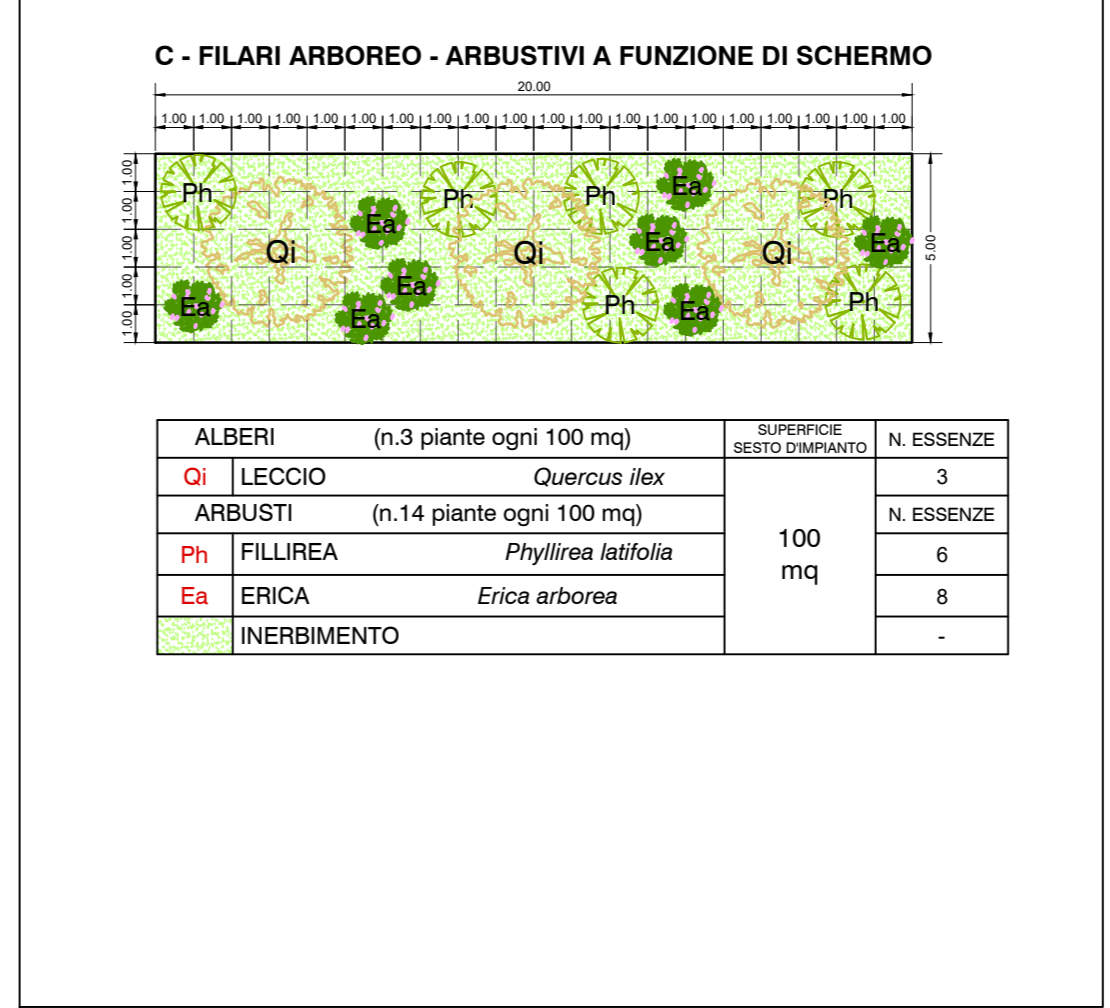 C - FILARI ARBOREO - ARBUSTIVI A FUNZIONE DI SCHERMO
20.00
1.00 1.00 1.00 1.00 1.00 1.00 1.00 1.00 1.00 1.00 1.00 1.00 1.00 1.00 1.00 1.00 1.00 1.00 1.00 1.00
1.00 1.00 1.00 1.00 1.00
5.00
Ph Ph Ph Ea Ph
Ea Qi Qi Ea Qi Ea
Ea Ea Ea Ph Ea Ph
ALBERI (n.3 piante ogni 100 mq) SUPERFICIE SESTO D'IMPIANTO N. ESSENZE
Qi LECCIO Quercus ilex 3
ARBUSTI (n.14 piante ogni 100 mq) N. ESSENZE
100 mq
Ph FILLIREA Phyllirea latifolia 6
Ea ERICA Erica arborea 8
INERBIMENTO -